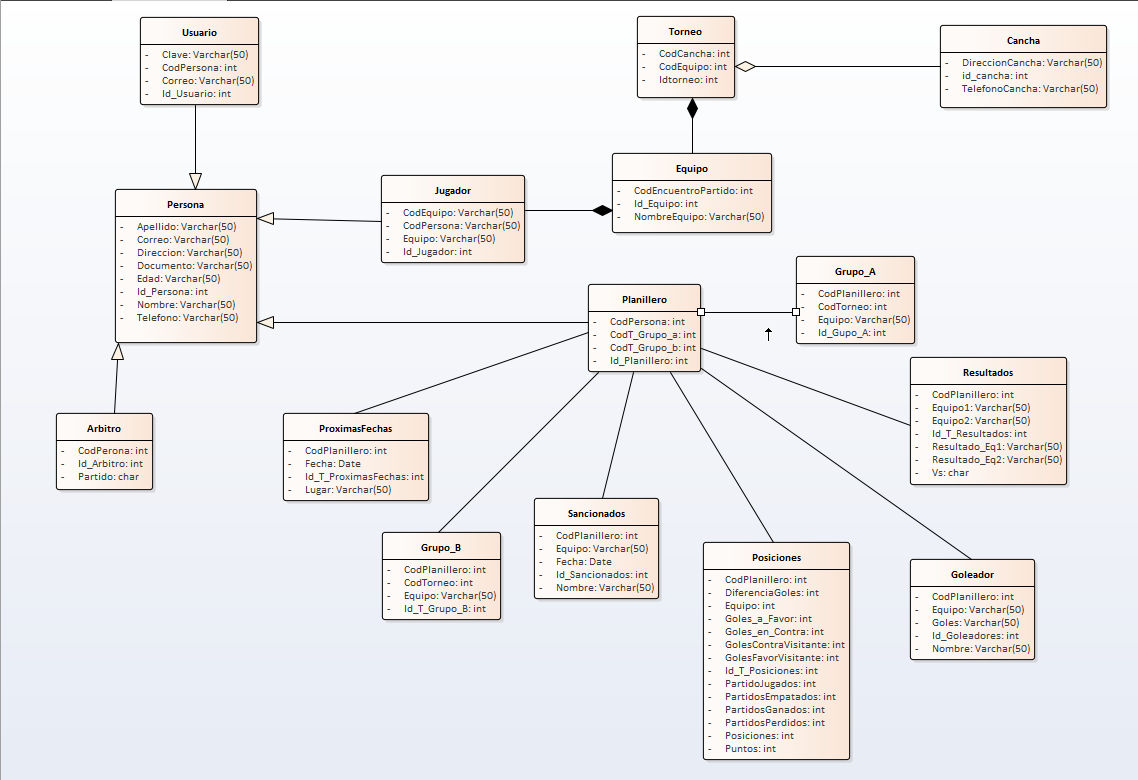 Usuario
- Clave: Varchar(50)
- CodPersona: int
- Correo: Varchar(50)
- Id_Usuario: int
Torneo
- CodCancha: int
- CodEquipo: int
- Idtorneo: int
Cancha
- DireccionCancha: Varchar(50)
- id_cancha: int
- TelefonoCancha: Varchar(50)
Persona
- Apellido: Varchar(50)
- Correo: Varchar(50)
- Direccion: Varchar(50)
- Documento: Varchar(50)
- Edad: Varchar(50)
- Id_Persona: int
- Nombre: Varchar(50)
- Telefono: Varchar(50)
Jugador
- CodEquipo: Varchar(50)
- CodPersona: Varchar(50)
- Equipo: Varchar(50)
- Id_Jugador: int
Equipo
- CodEncuentroPartido: int
- Id_Equipo: int
- NombreEquipo: Varchar(50)
Planillero
- CodPersona: int
- CodT_Grupo_a: int
- CodT_Grupo_b: int
- Id_Planillero: int
Grupo_A
- CodPlanillero: int
- CodTorneo: int
- Equipo: Varchar(50)
- Id_Gupo_A: int
Resultados
- CodPlanillero: int
- Equipo1: Varchar(50)
- Equipo2: Varchar(50)
- Id_T_Resultados: int
- Resultado_Eq1: Varchar(50)
- Resultado_Eq2: Varchar(50)
- Vs: char
Arbitro
- CodPerona: int
- Id_Arbitro: int
- Partido: char
ProximasFechas
- CodPlanillero: int
- Fecha: Date
- Id_T_ProximasFechas: int
- Lugar: Varchar(50)
Grupo_B
- CodPlanillero: int
- CodTorneo: int
- Equipo: Varchar(50)
- Id_T_Grupo_B: int
Sancionados
- CodPlanillero: int
- Equipo: Varchar(50)
- Fecha: Date
- Id_Sancionados: int
- Nombre: Varchar(50)
Posiciones
- CodPlanillero: int
- DiferenciaGoles: int
- Equipo: int
- Goles_a_Favor: int
- Goles_en_Contra: int
- GolesContraVisitante: int
- GolesFavorVisitante: int
- Id_T_Posiciones: int
- PartidoJugados: int
- PartidosEmpatados: int
- PartidosGanados: int
- PartidosPerdidos: int
- Posiciones: int
- Puntos: int
Goleador
- CodPlanillero: int
- Equipo: Varchar(50)
- Goles: Varchar(50)
- Id_Goleadores: int
- Nombre: Varchar(50)